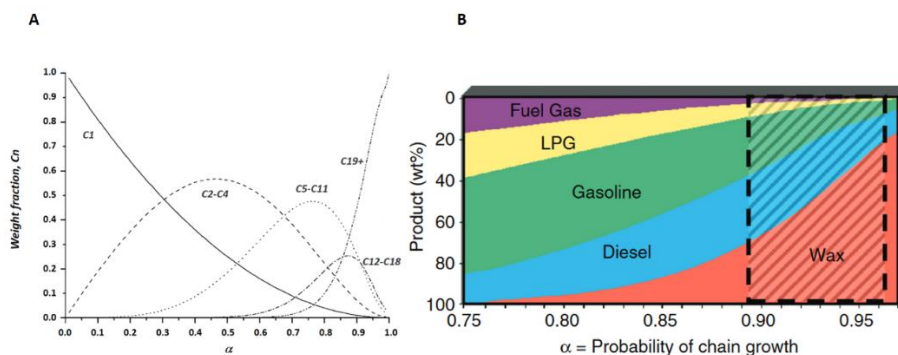 A
1.0
0.9
0.8
0.7
0.6
0.5
0.4
0.3
0.2
0.1
0.0
Weight fraction, Cn
C1
C2-C4
C5-C11
C19+
C12-C18
0.0 0.1 0.2 0.3 0.4 0.5 0.6 0.7 0.8 0.9 1.0
α
B
0
20
40
60
80
100
Product (wt%)
Fuel Gas
LPG
Gasoline
Diesel
Wax
0.75 0.80 0.85 0.90 0.95
α = Probability of chain growth